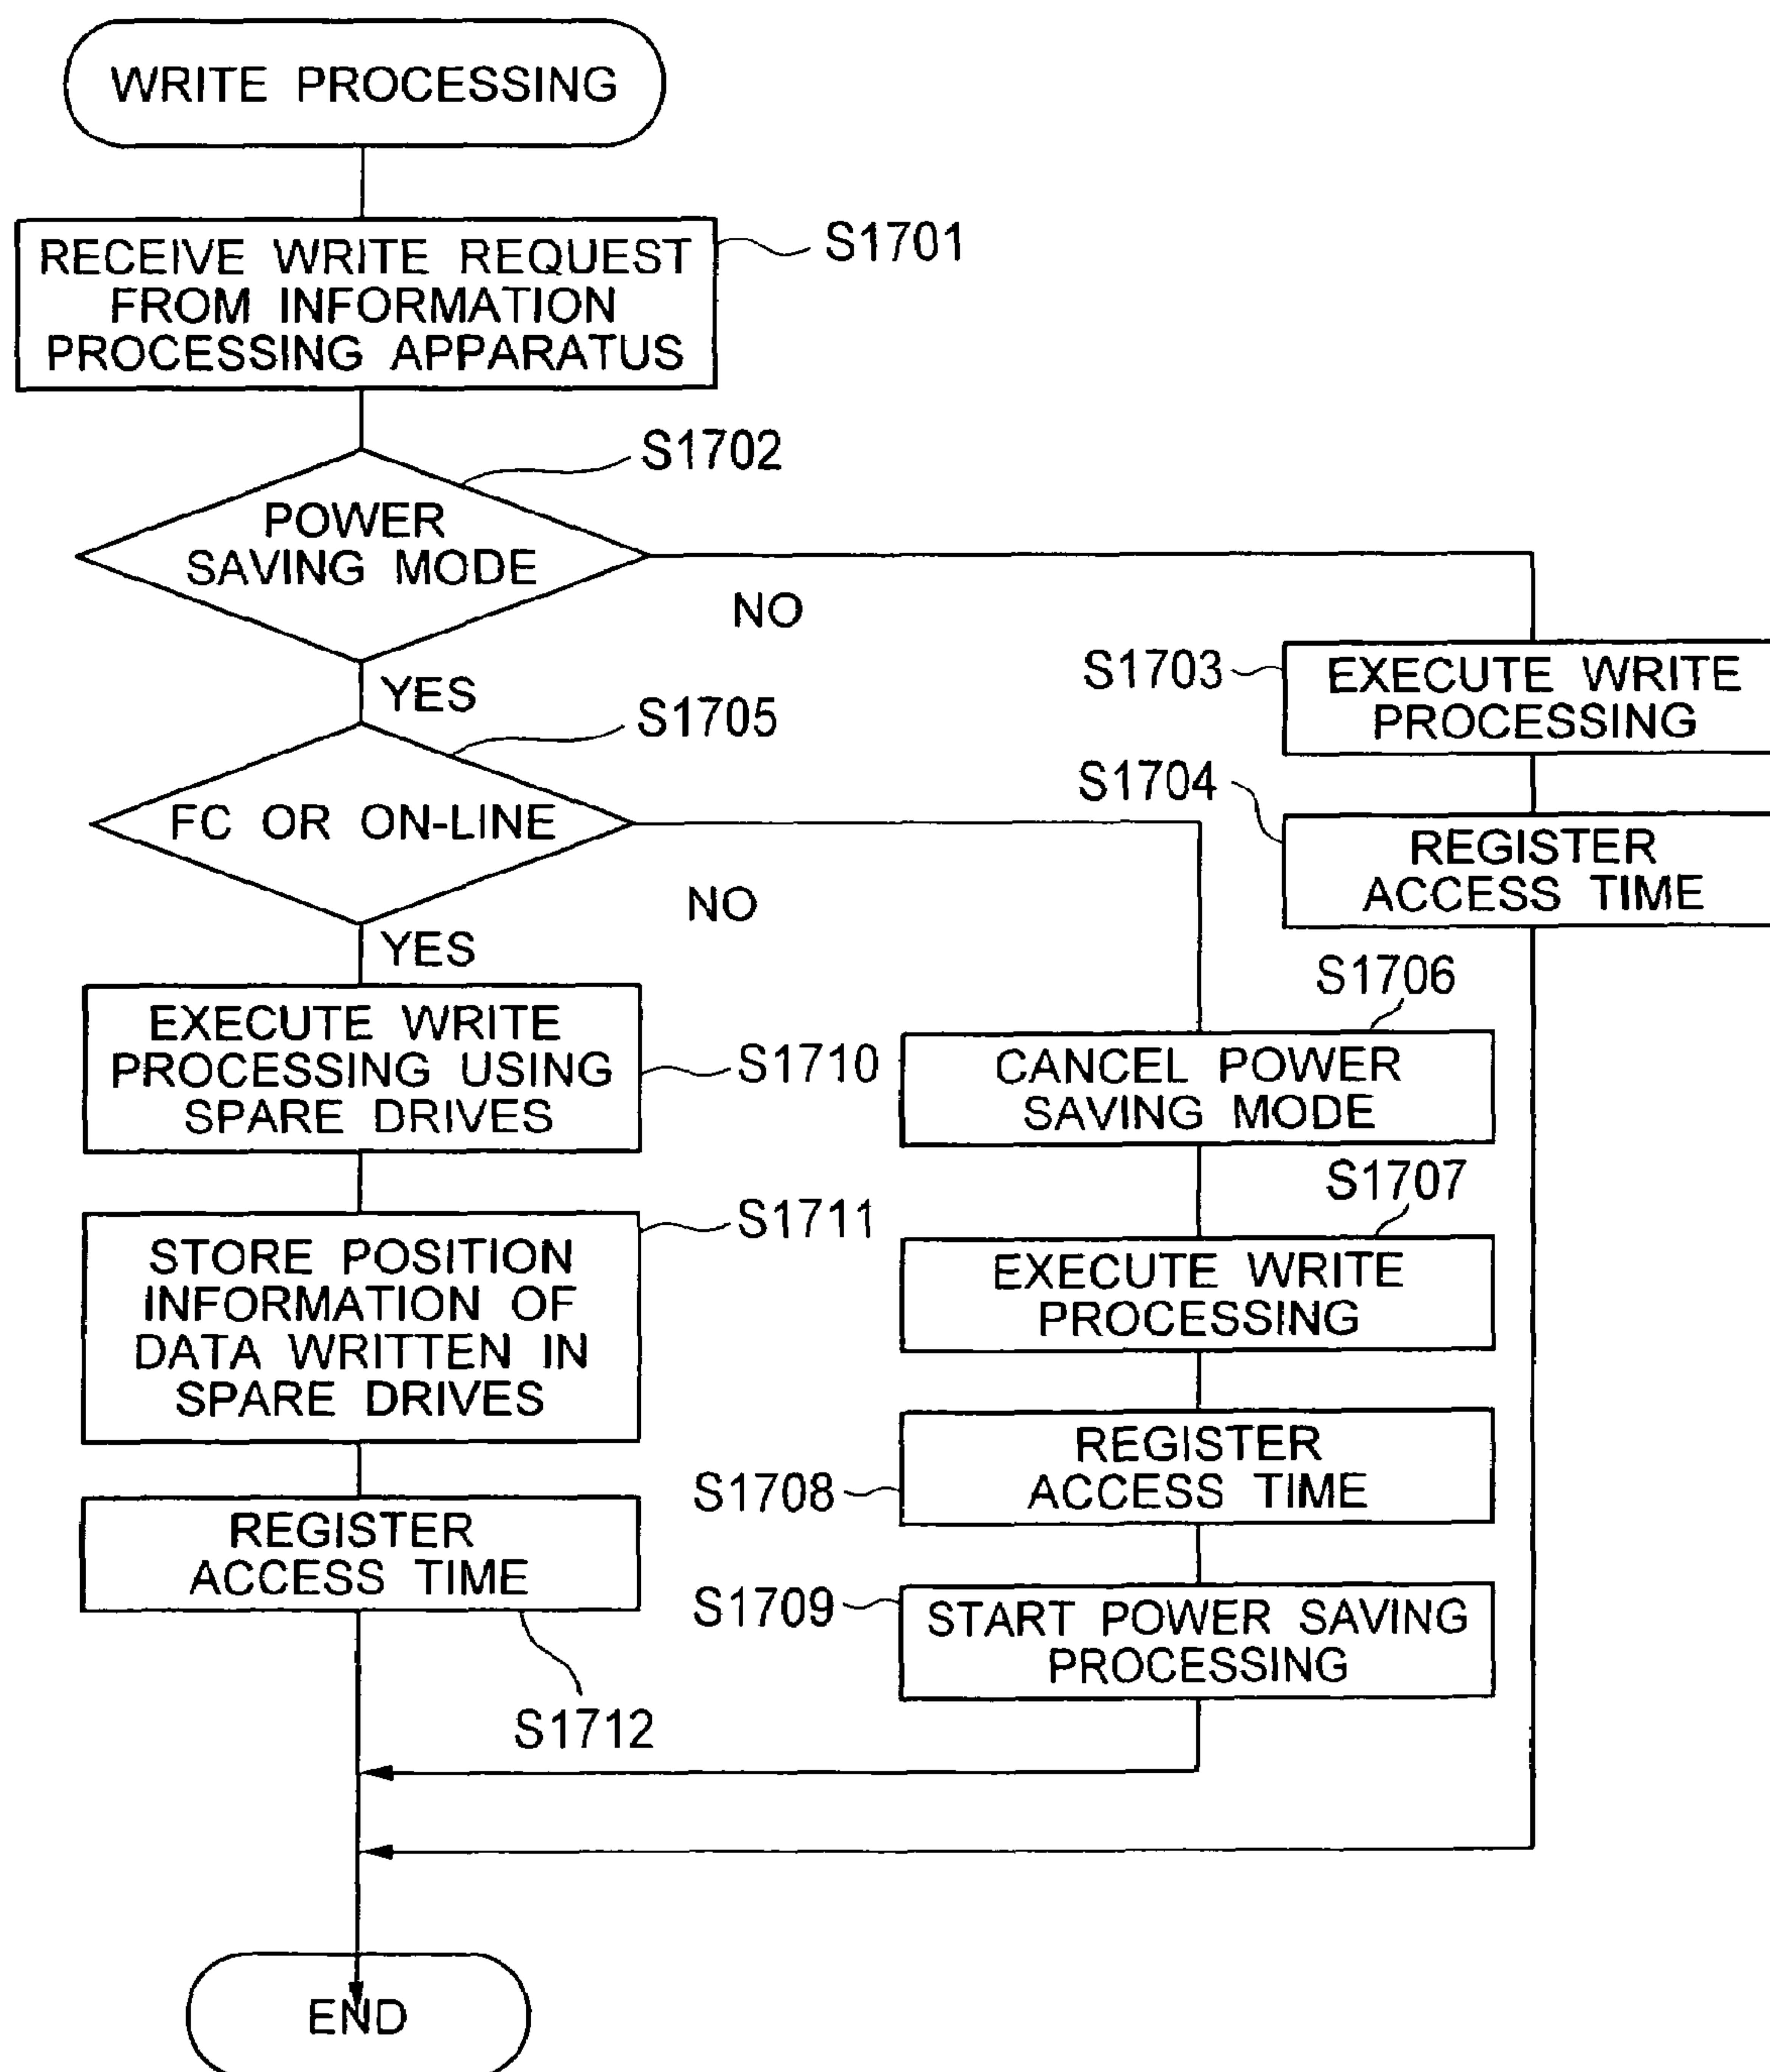 WRITE PROCESSING
RECEIVE WRITE REQUEST
FROM INFORMATION
PROCESSING APPARATUS
S1701
S1702
POWER
SAVING MODE
NO
YES
S1703
EXECUTE WRITE
PROCESSING
S1704
REGISTER
ACCESS TIME
S1705
FC OR ON-LINE
NO
YES
S1706
CANCEL POWER
SAVING MODE
S1707
EXECUTE WRITE
PROCESSING
S1708
REGISTER
ACCESS TIME
S1709
START POWER SAVING
PROCESSING
EXECUTE WRITE
PROCESSING USING
SPARE DRIVES
S1710
STORE POSITION
INFORMATION OF
DATA WRITTEN IN
SPARE DRIVES
S1711
REGISTER
ACCESS TIME
S1712
END